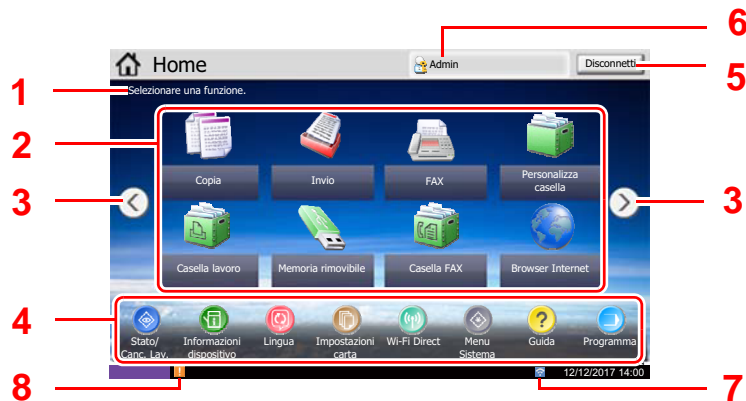 6
Home
Admin
Disconnetti
5
1
Selezionare una funzione.
2
Copia
Invio
FAX
Personalizza
casella
3
3
Casella lavoro
Memoria rimovibile
Casella FAX
Browser Internet
4
Stato/
Canc. Lav.
Informazioni
dispositivo
Lingua
Impostazioni
carta
Wi-Fi Direct
Menu
Sistema
?
Guida
Programma
8
!
12/12/2017 14:00
7